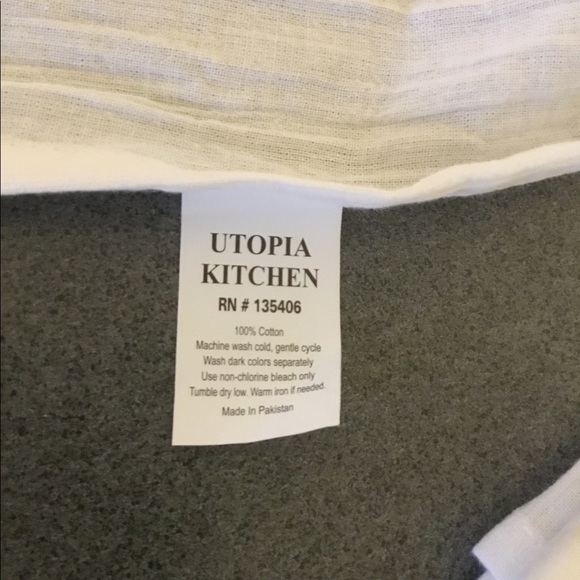 UTOPIA
KITCHEN
RN # 135406
100% Cotton
Machine wash cold, gentle cycle
Wash dark colors separately
Use non-chlorine bleach only
Tumble dry low. Warm iron if needed.
Made In Pakistan